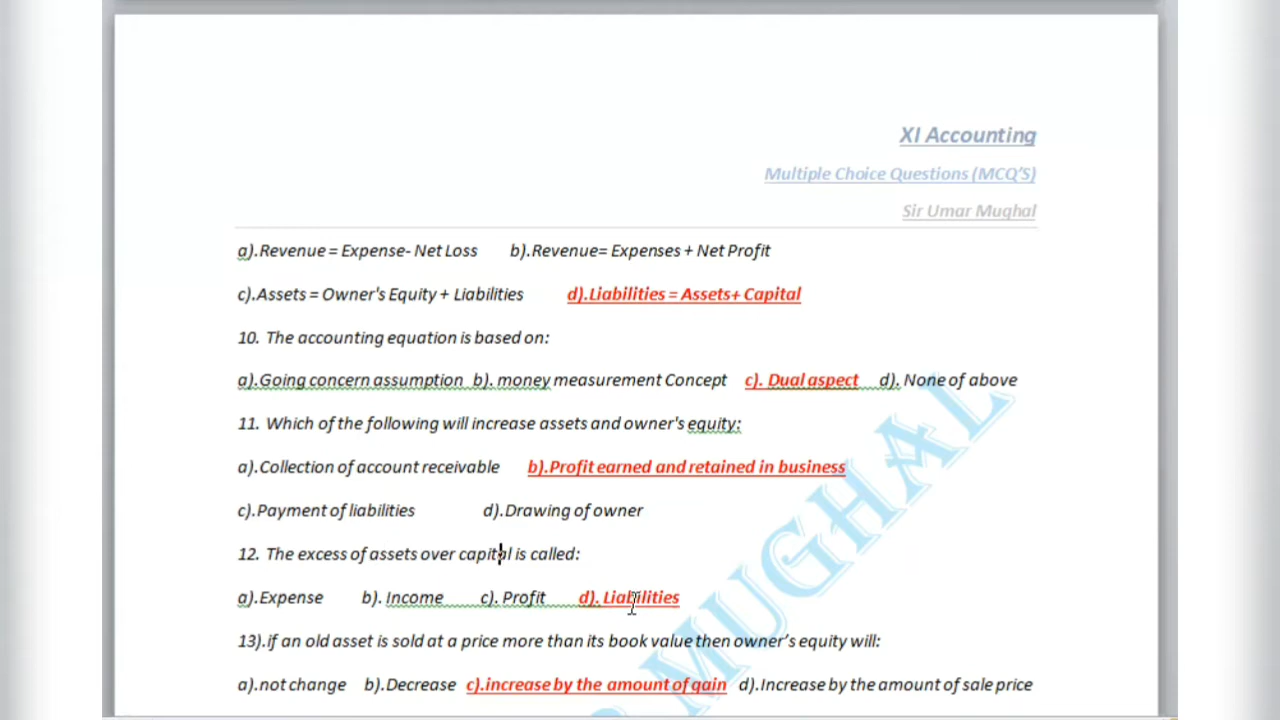 XI Accounting
Multiple Choice Questions (MCQ'S)
Sir Umar Mughal
a).Revenue = Expense- Net Loss b).Revenue= Expenses + Net Profit
c).Assets = Owner's Equity + Liabilities d).Liabilities = Assets+ Capital
10. The accounting equation is based on:
a).Going concern assumption b). money measurement Concept c). Dual aspect d). None of above
11. Which of the following will increase assets and owner's equity:
a).Collection of account receivable b).Profit earned and retained in business
c).Payment of liabilities d).Drawing of owner
12. The excess of assets over capital is called:
a).Expense b). Income c). Profit d). Liabilities
13).if an old asset is sold at a price more than its book value then owner's equity will:
a).not change b).Decrease c).increase by the amount of gain d).Increase by the amount of sale price
MUGHAL